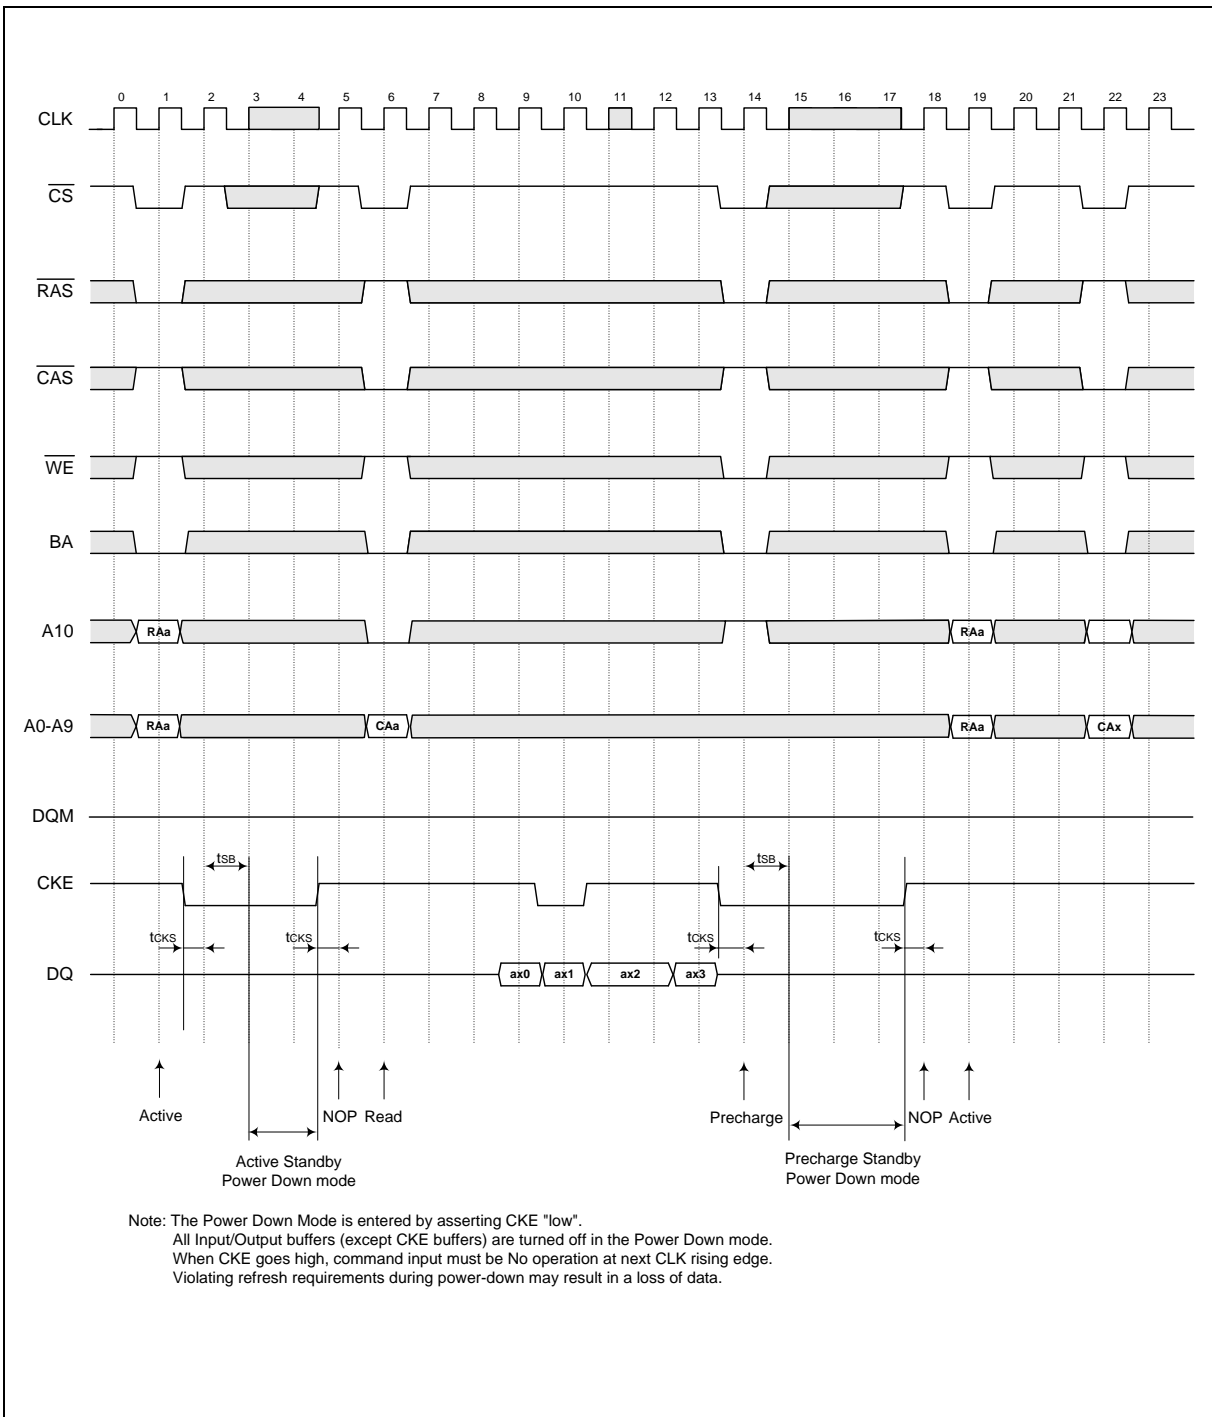 0 1 2 3 4 5 6 7 8 9 10 11 12 13 14 15 16 17 18 19 20 21 22 23
CLK
CS
RAS
CAS
WE
BA
A10 RAa RAa
A0-A9 RAa CAa RAa CAx
DQM
tSB tSB
CKE
tCKS tCKS tCKS tCKS
DQ ax0 ax1 ax2 ax3
Active NOP Read Precharge NOP Active
Active Standby
Power Down mode
Precharge Standby
Power Down mode
Note: The Power Down Mode is entered by asserting CKE "low".
All Input/Output buffers (except CKE buffers) are turned off in the Power Down mode.
When CKE goes high, command input must be No operation at next CLK rising edge.
Violating refresh requirements during power-down may result in a loss of data.